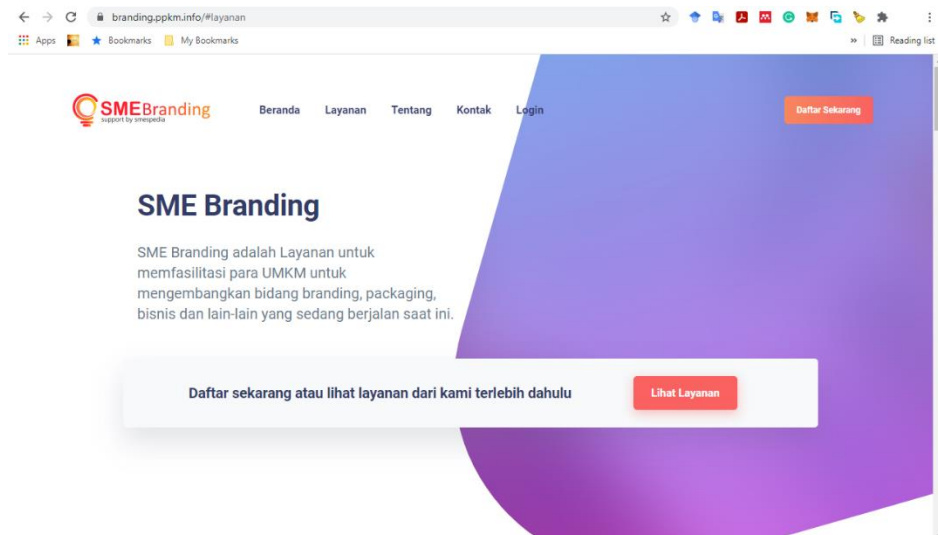 branding.ppkm.info/#layanan
Apps Bookmarks My Bookmarks » Reading list
SMEBranding
support by smespedia
Beranda Layanan Tentang Kontak Login Daftar Sekarang
SME Branding
SME Branding adalah Layanan untuk
memfasilitasi para UMKM untuk
mengembangkan bidang branding, packaging,
bisnis dan lain-lain yang sedang berjalan saat ini.
Daftar sekarang atau lihat layanan dari kami terlebih dahulu Lihat Layanan